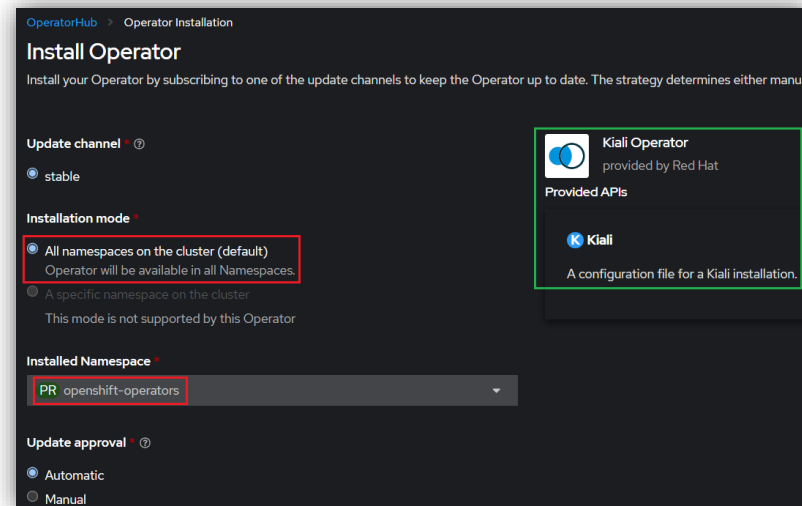 OperatorHub > Operator Installation
Install Operator
Install your Operator by subscribing to one of the update channels to keep the Operator up to date. The strategy determines either manu
Update channel *
stable
Installation mode *
All namespaces on the cluster (default)
Operator will be available in all Namespaces.
A specific namespace on the cluster
This mode is not supported by this Operator
Installed Namespace *
PR openshift-operators
Update approval *
Automatic
Manual
Kiali Operator
provided by Red Hat
Provided APIs
K Kiali
A configuration file for a Kiali installation.